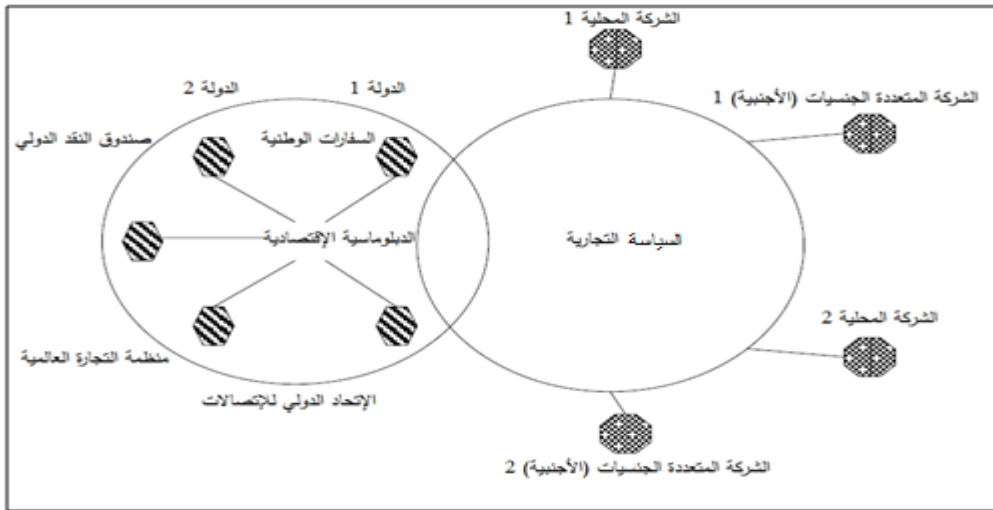 الشركة المحلية 1
الشركة المتعددة الجنسيات (الأجنبية) 1
الدولة 1
الدولة 2
السفارات الوطنية
صندوق النقد الدولي
الدبلوماسية الإقتصادية
السياسة التجارية
الشركة المحلية 2
منظمة التجارة العالمية
الإتحاد الدولي للإتصالات
الشركة المتعددة الجنسيات (الأجنبية) 2